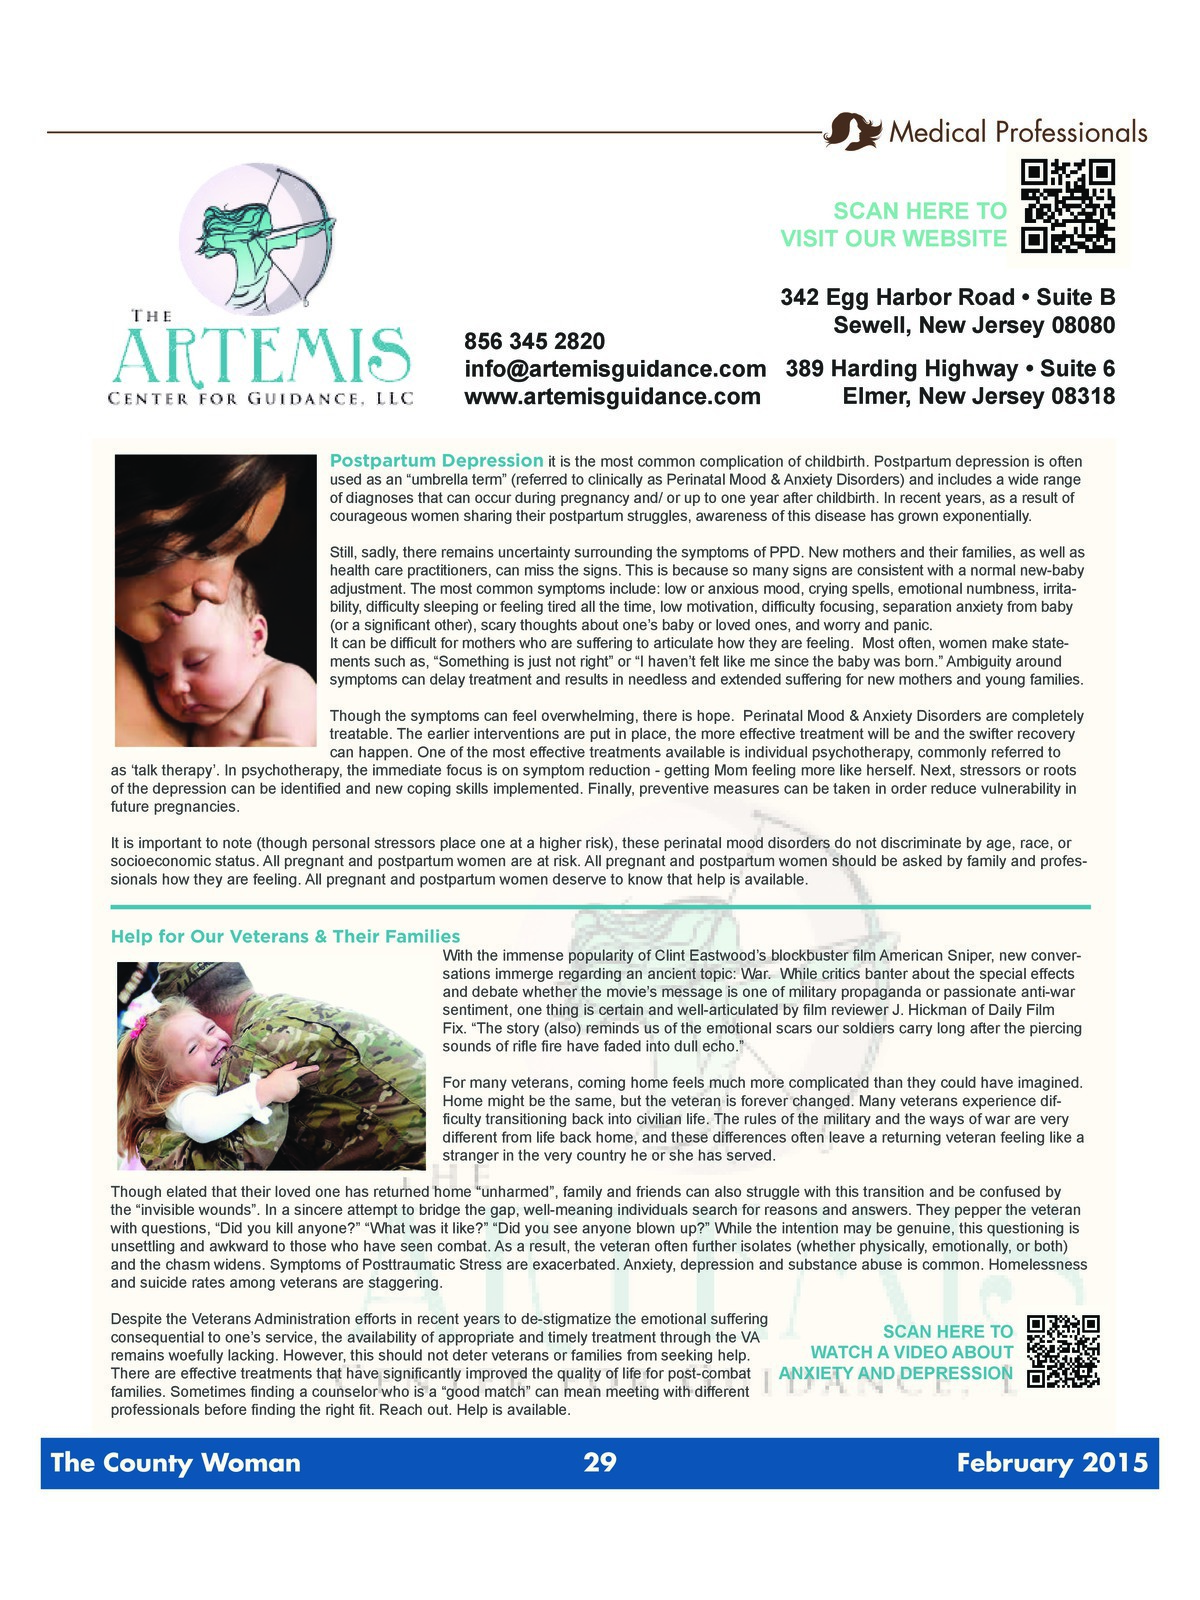 Medical Professionals
SCAN HERE TO
VISIT OUR WEBSITE
THE
ARTEMIS
CENTER FOR GUIDANCE, LLC
856 345 2820
info@artemisguidance.com
www.artemisguidance.com
342 Egg Harbor Road • Suite B
Sewell, New Jersey 08080
389 Harding Highway • Suite 6
Elmer, New Jersey 08318
Postpartum Depression it is the most common complication of childbirth. Postpartum depression is often
used as an “umbrella term” (referred to clinically as Perinatal Mood & Anxiety Disorders) and includes a wide range
of diagnoses that can occur during pregnancy and/ or up to one year after childbirth. In recent years, as a result of
courageous women sharing their postpartum struggles, awareness of this disease has grown exponentially.
Still, sadly, there remains uncertainty surrounding the symptoms of PPD. New mothers and their families, as well as
health care practitioners, can miss the signs. This is because so many signs are consistent with a normal new-baby
adjustment. The most common symptoms include: low or anxious mood, crying spells, emotional numbness, irrita-
bility, difficulty sleeping or feeling tired all the time, low motivation, difficulty focusing, separation anxiety from baby
(or a significant other), scary thoughts about one’s baby or loved ones, and worry and panic.
It can be difficult for mothers who are suffering to articulate how they are feeling.  Most often, women make state-
ments such as, “Something is just not right” or “I haven’t felt like me since the baby was born.” Ambiguity around
symptoms can delay treatment and results in needless and extended suffering for new mothers and young families.
Though the symptoms can feel overwhelming, there is hope.  Perinatal Mood & Anxiety Disorders are completely
treatable. The earlier interventions are put in place, the more effective treatment will be and the swifter recovery
can happen. One of the most effective treatments available is individual psychotherapy, commonly referred to
as ‘talk therapy’. In psychotherapy, the immediate focus is on symptom reduction - getting Mom feeling more like herself. Next, stressors or roots
of the depression can be identified and new coping skills implemented. Finally, preventive measures can be taken in order reduce vulnerability in
future pregnancies.
It is important to note (though personal stressors place one at a higher risk), these perinatal mood disorders do not discriminate by age, race, or
socioeconomic status. All pregnant and postpartum women are at risk. All pregnant and postpartum women should be asked by family and profes-
sionals how they are feeling. All pregnant and postpartum women deserve to know that help is available.
Help for Our Veterans & Their Families
With the immense popularity of Clint Eastwood’s blockbuster film American Sniper, new conver-
sations immerge regarding an ancient topic: War.  While critics banter about the special effects
and debate whether the movie’s message is one of military propaganda or passionate anti-war
sentiment, one thing is certain and well-articulated by film reviewer J. Hickman of Daily Film
Fix. “The story (also) reminds us of the emotional scars our soldiers carry long after the piercing
sounds of rifle fire have faded into dull echo.”
For many veterans, coming home feels much more complicated than they could have imagined.
Home might be the same, but the veteran is forever changed. Many veterans experience dif-
ficulty transitioning back into civilian life. The rules of the military and the ways of war are very
different from life back home, and these differences often leave a returning veteran feeling like a
stranger in the very country he or she has served.
Though elated that their loved one has returned home “unharmed”, family and friends can also struggle with this transition and be confused by
the “invisible wounds”. In a sincere attempt to bridge the gap, well-meaning individuals search for reasons and answers. They pepper the veteran
with questions, “Did you kill anyone?” “What was it like?” “Did you see anyone blown up?” While the intention may be genuine, this questioning is
unsettling and awkward to those who have seen combat. As a result, the veteran often further isolates (whether physically, emotionally, or both)
and the chasm widens. Symptoms of Posttraumatic Stress are exacerbated. Anxiety, depression and substance abuse is common. Homelessness
and suicide rates among veterans are staggering.
Despite the Veterans Administration efforts in recent years to de-stigmatize the emotional suffering
consequential to one’s service, the availability of appropriate and timely treatment through the VA
remains woefully lacking. However, this should not deter veterans or families from seeking help.
There are effective treatments that have significantly improved the quality of life for post-combat
families. Sometimes finding a counselor who is a “good match” can mean meeting with different
professionals before finding the right fit. Reach out. Help is available.
SCAN HERE TO
WATCH A VIDEO ABOUT
ANXIETY AND DEPRESSION
THE
ARTEMIS
CENTER FOR GUIDANCE, L
The County Woman
29
February 2015